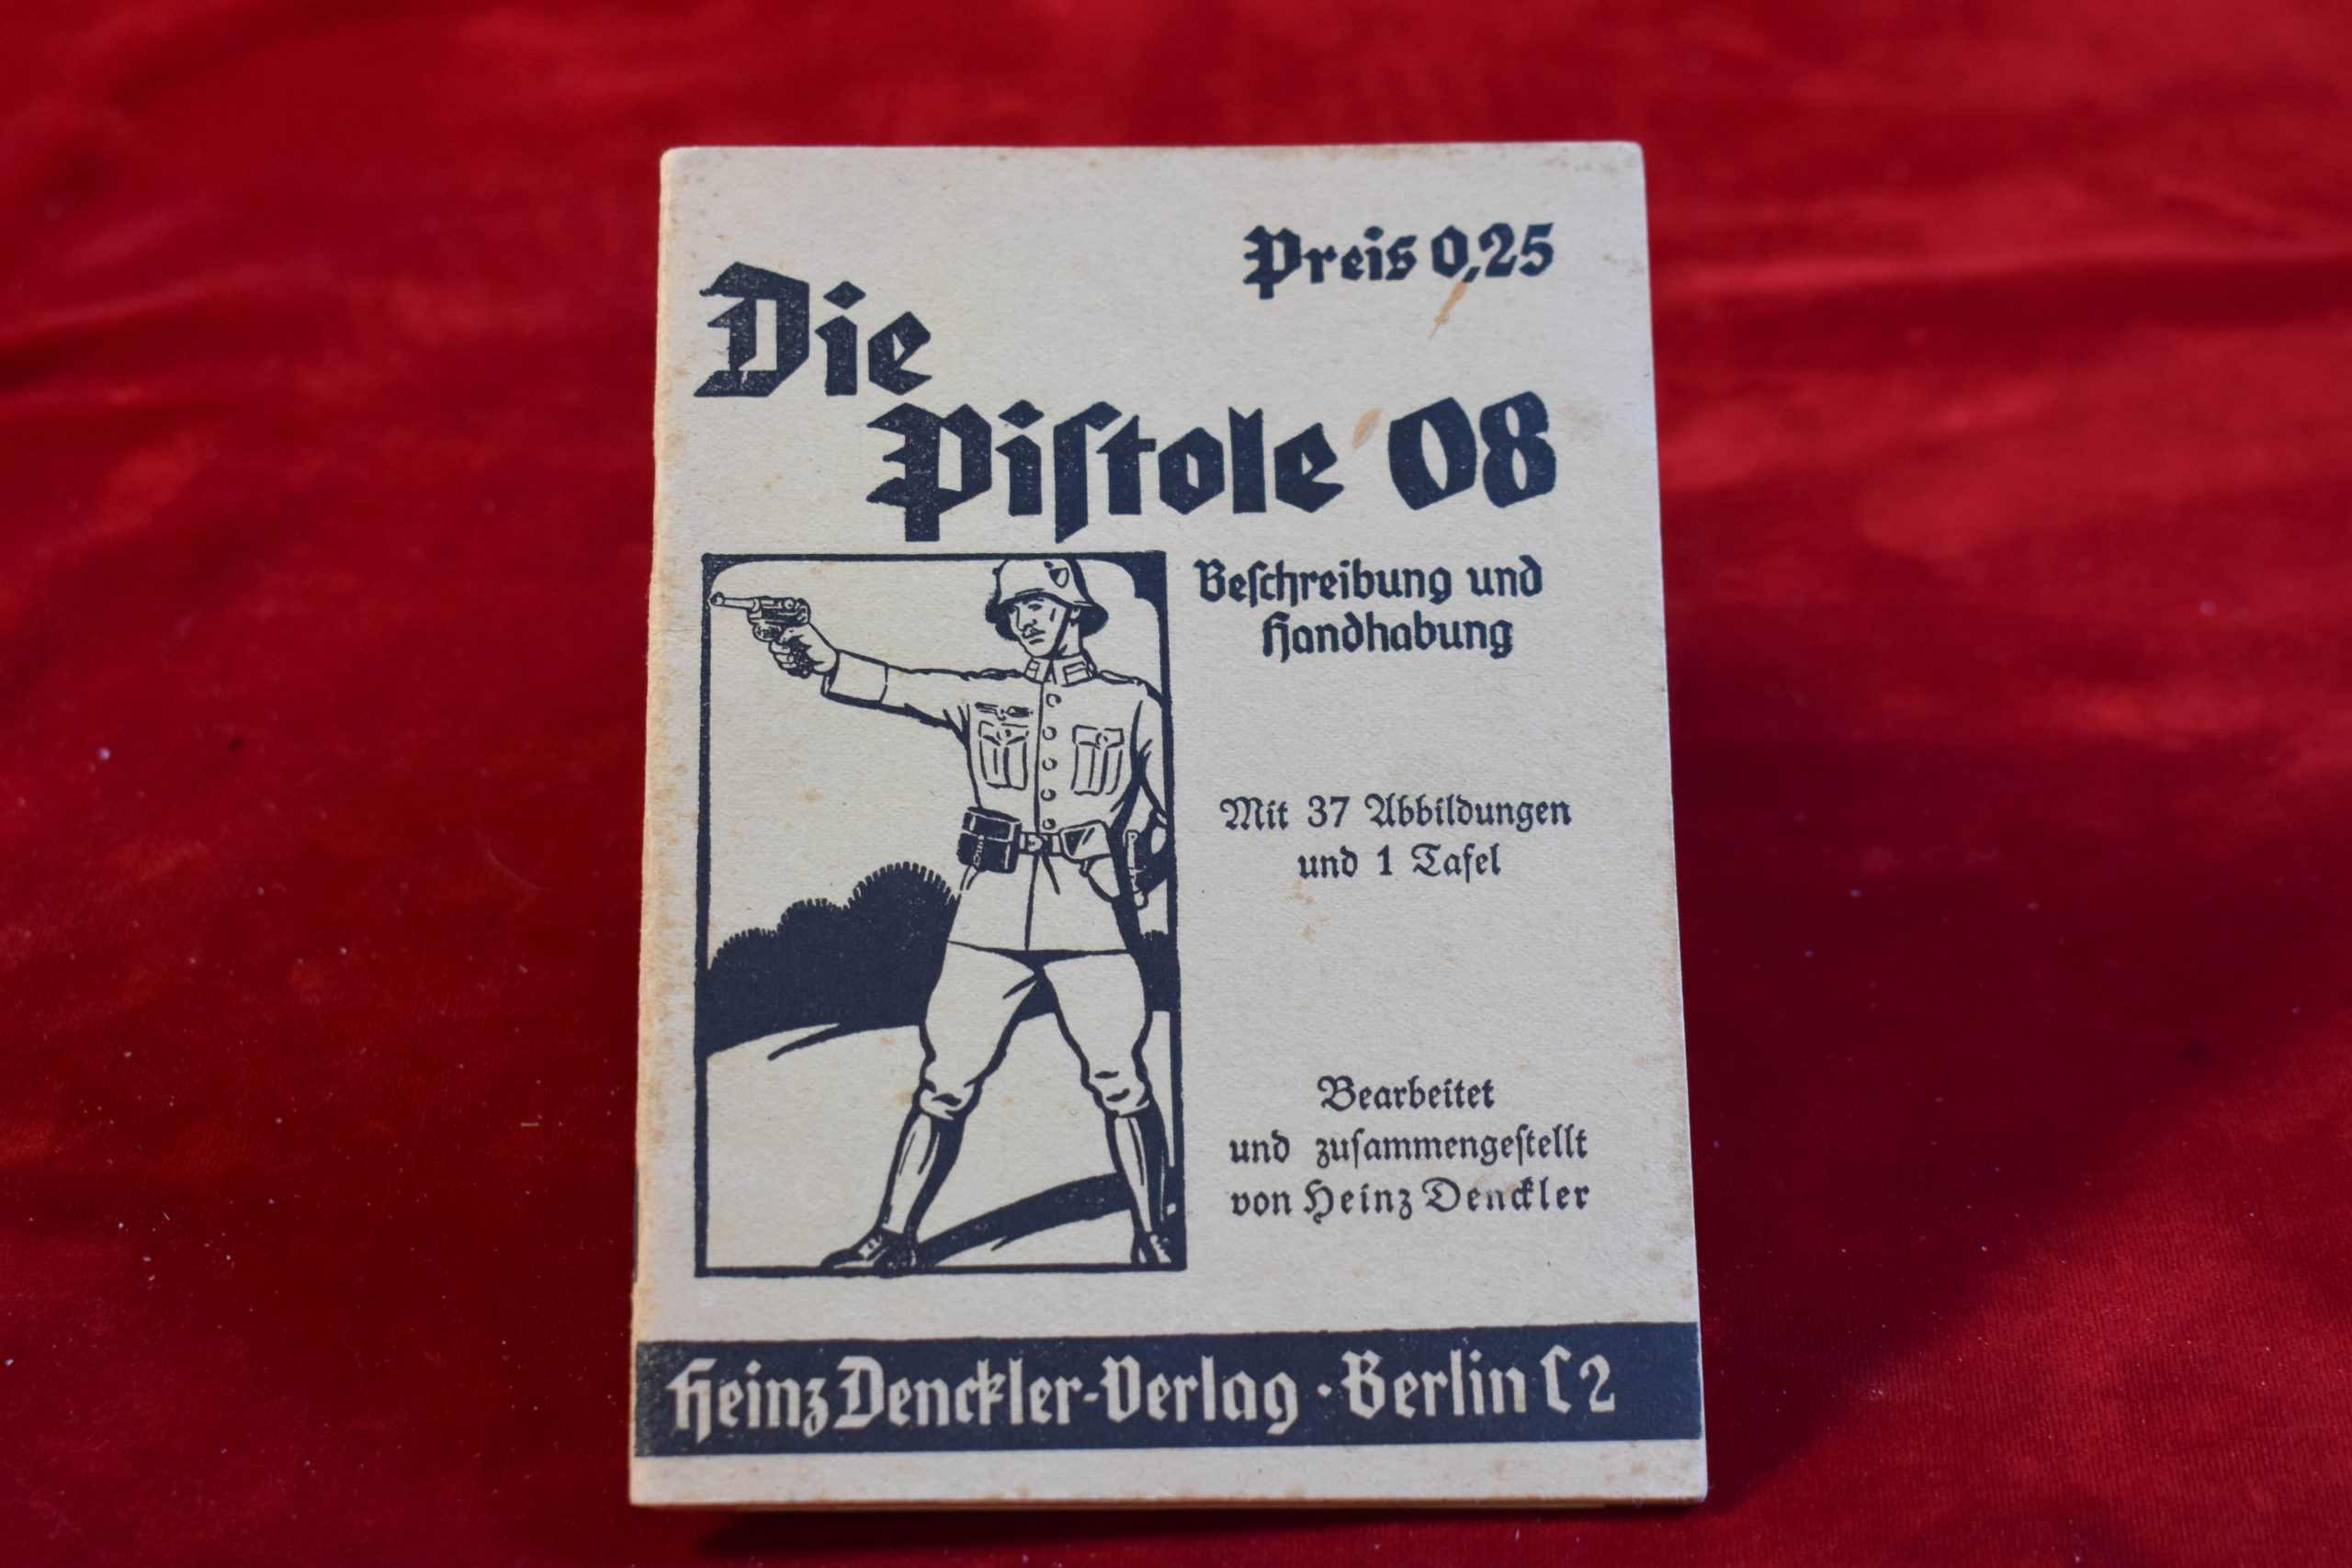 Preis 0,25
Die
Piſtole 08
Beſchreibung und
Handhabung
Mit 37 Abbildungen
und 1 Tafel
Bearbeitet
und zuſammengeſtellt
von Heinz Denckler
Heinz Denckler-Verlag · Berlin C 2